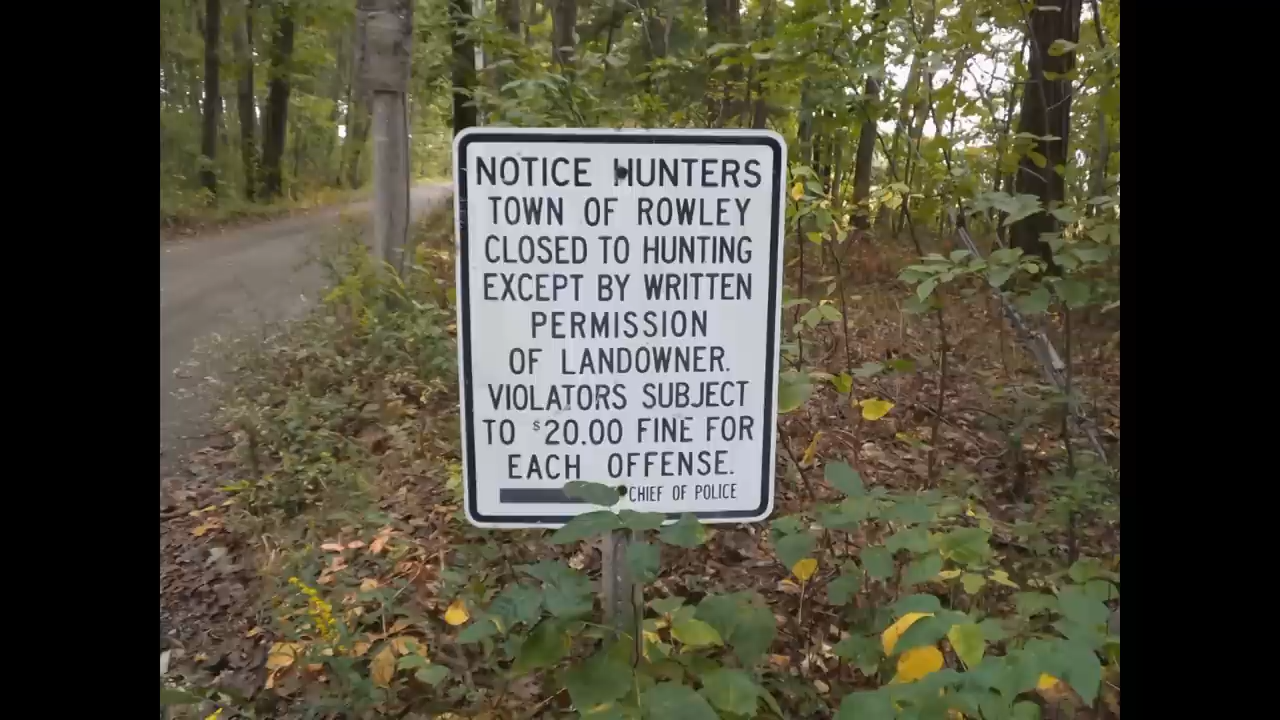 NOTICE HUNTERS
TOWN OF ROWLEY
CLOSED TO HUNTING
EXCEPT BY WRITTEN
PERMISSION
OF LANDOWNER.
VIOLATORS SUBJECT
TO $20.00 FINE FOR
EACH OFFENSE.
CHIEF OF POLICE